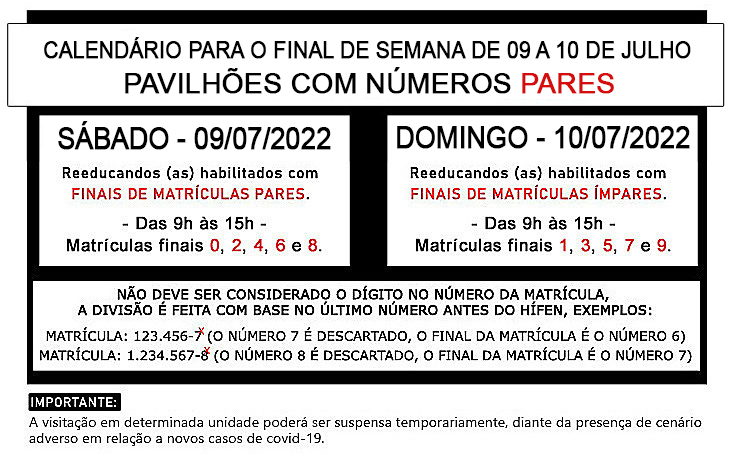 CALENDÁRIO PARA O FINAL DE SEMANA DE 09 A 10 DE JULHO
PAVILHÕES COM NÚMEROS PARES
SÁBADO - 09/07/2022
Reeducandos (as) habilitados com
FINAIS DE MATRÍCULAS PARES.
- Das 9h às 15h -
Matrículas finais 0, 2, 4, 6 e 8.
DOMINGO - 10/07/2022
Reeducandos (as) habilitados com
FINAIS DE MATRÍCULAS ÍMPARES.
- Das 9h às 15h -
Matrículas finais 1, 3, 5, 7 e 9.
NÃO DEVE SER CONSIDERADO O DÍGITO NO NÚMERO DA MATRÍCULA,
A DIVISÃO É FEITA COM BASE NO ÚLTIMO NÚMERO ANTES DO HÍFEN, EXEMPLOS:
MATRÍCULA: 123.456-7x (O NÚMERO 7 É DESCARTADO, O FINAL DA MATRÍCULA É O NÚMERO 6)
MATRÍCULA: 1.234.567-8x (O NÚMERO 8 É DESCARTADO, O FINAL DA MATRÍCULA É O NÚMERO 7)
IMPORTANTE:
A visitação em determinada unidade poderá ser suspensa temporariamente, diante da presença de cenário
adverso em relação a novos casos de covid-19.